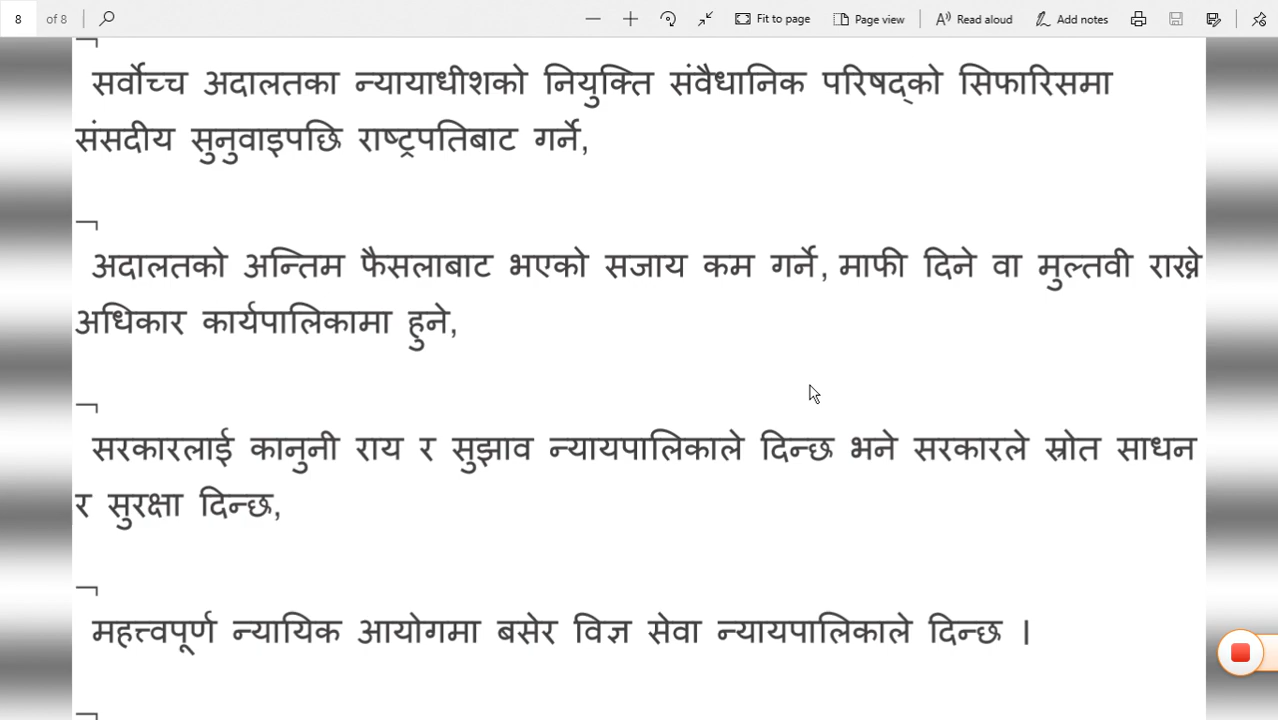 8 of 8 Fit to page Page view Read aloud Add notes
¬
सर्वोच्च अदालतका न्यायाधीशको नियुक्ति संवैधानिक परिषद्को सिफारिसमा
संसदीय सुनुवाइपछि राष्ट्रपतिबाट गर्ने,
¬
अदालतको अन्तिम फैसलाबाट भएको सजाय कम गर्ने, माफी दिने वा मुल्तवी राख्ने
अधिकार कार्यपालिकामा हुने,
¬
सरकारलाई कानुनी राय र सुझाव न्यायपालिकाले दिन्छ भने सरकारले स्रोत साधन
र सुरक्षा दिन्छ,
¬
महत्त्वपूर्ण न्यायिक आयोगमा बसेर विज्ञ सेवा न्यायपालिकाले दिन्छ ।
¬